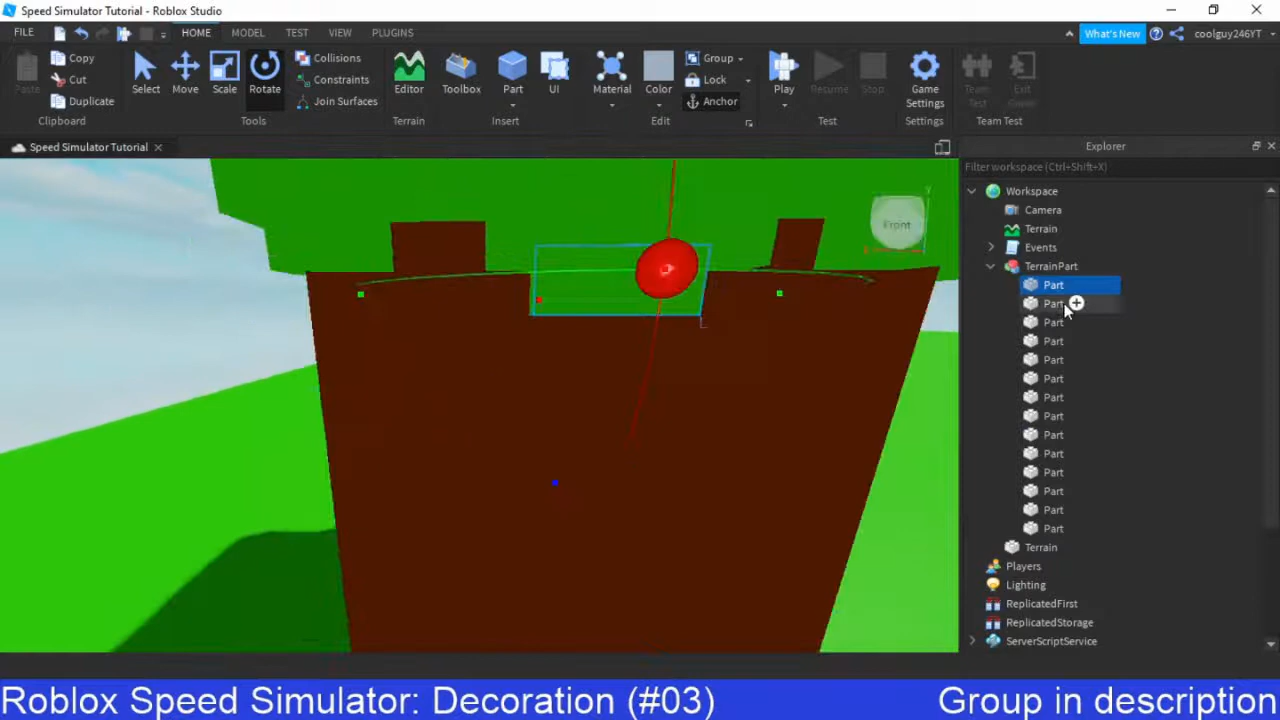 Speed Simulator Tutorial - Roblox Studio
FILE HOME MODEL TEST VIEW PLUGINS What's New coolguy246YT
Paste Copy Cut Duplicate Select Move Scale Rotate Collisions Constraints Join Surfaces Editor Toolbox Part UI Material Color Group Lock Anchor Play Resume Stop Game Settings Team Test Exit Game
Clipboard Tools Terrain Insert Edit Test Settings Team Test
Speed Simulator Tutorial Explorer
Filter workspace (Ctrl+Shift+X)
Workspace
Camera
Terrain
Events
TerrainPart
Part
Part
Part
Part
Part
Part
Part
Part
Part
Part
Part
Part
Part
Part
Terrain
Players
Lighting
ReplicatedFirst
ReplicatedStorage
ServerScriptService
Front
Y
L
Roblox Speed Simulator: Decoration (#03) Group in description